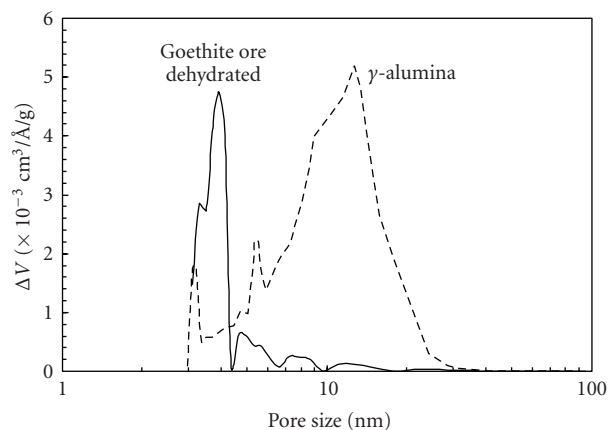 6
5
4
3
2
1
0
ΔV (× 10⁻³ cm³/Å/g)
Goethite ore
dehydrated
γ-alumina
1
10
100
Pore size (nm)